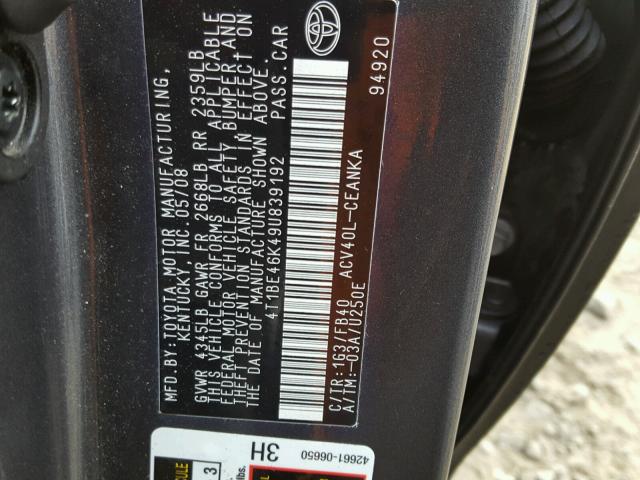 MFD.BY:TOYOTA MOTOR MANUFACTURING,
KENTUCKY, INC. 05/08
GVWR 4345LB GAWR FR 2668LB RR 2359LB
THIS VEHICLE CONFORMS TO ALL APPLICABLE
FEDERAL MOTOR VEHICLE SAFETY, BUMPER, AND
THEFT PREVENTION STANDARDS IN EFFECT ON
THE DATE OF MANUFACTURE SHOWN ABOVE.
4T1BE46K49U839192 PASS. CAR
C/TR:1G3/FB40 ACV40L-CEANKA
A/TM:-03A/U250E
94920
42661-06650
3H
lbs.
3